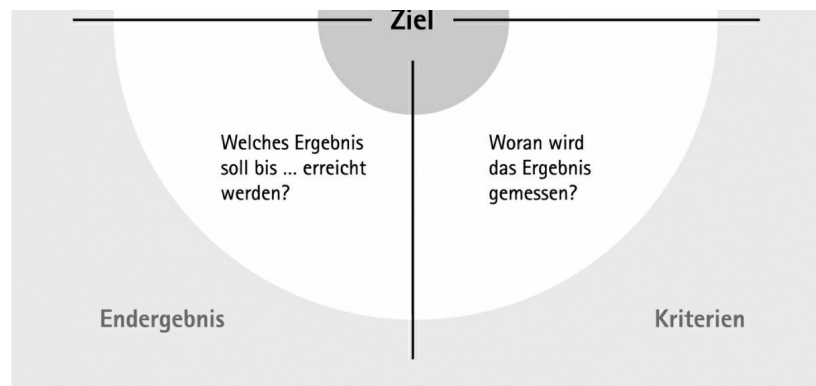 Ziel
Welches Ergebnis
soll bis ... erreicht
werden?
Woran wird
das Ergebnis
gemessen?
Endergebnis
Kriterien